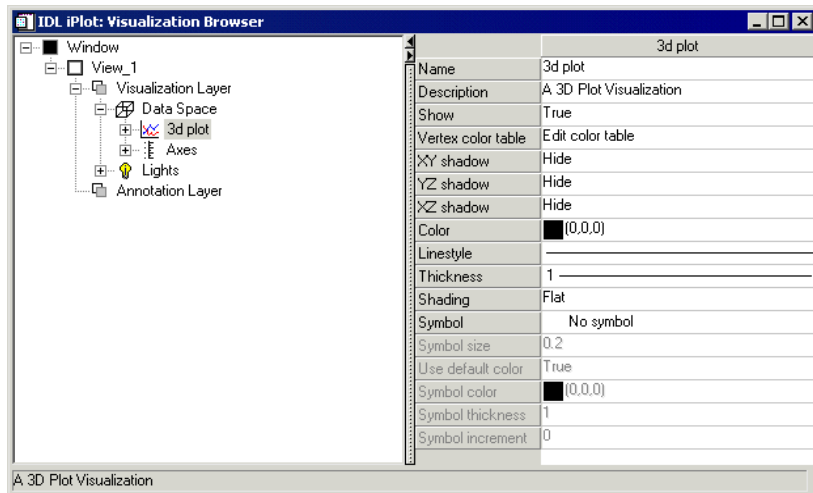 IDL iPlot: Visualization Browser
Window
View_1
Visualization Layer
Data Space
3d plot
Axes
Lights
Annotation Layer
3d plot
Name 3d plot
Description A 3D Plot Visualization
Show True
Vertex color table Edit color table
XY shadow Hide
YZ shadow Hide
XZ shadow Hide
Color (0,0,0)
Linestyle
Thickness 1
Shading Flat
Symbol No symbol
Symbol size 0.2
Use default color True
Symbol color (0,0,0)
Symbol thickness 1
Symbol increment 0
A 3D Plot Visualization